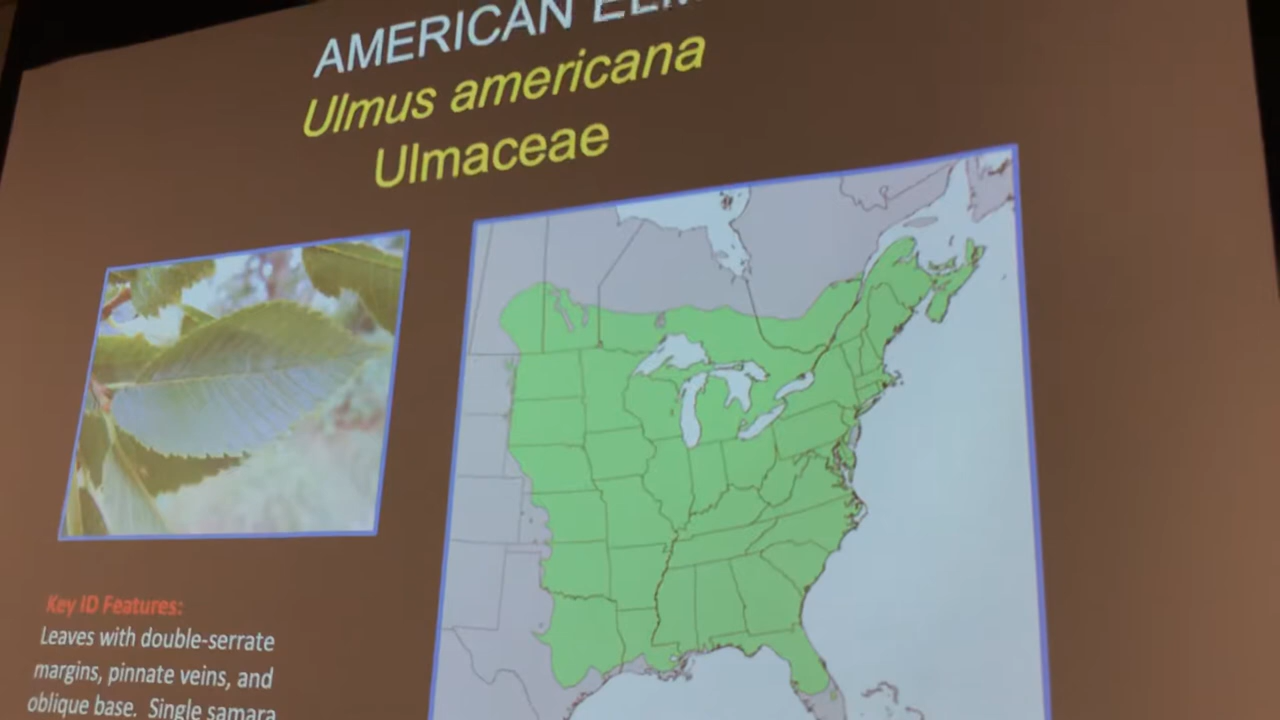 AMERICAN ELM
Ulmus americana
Ulmaceae
Key ID Features:
Leaves with double-serrate
margins, pinnate veins, and
oblique base. Single samara